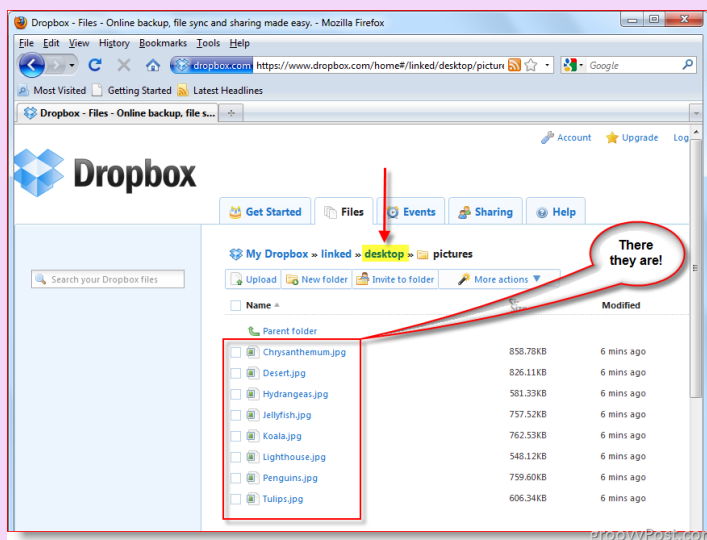 Dropbox - Files - Online backup, file sync and sharing made easy. - Mozilla Firefox
File Edit View History Bookmarks Tools Help
dropbox.com https://www.dropbox.com/home#/linked/desktop/picture Google
Most Visited Getting Started Latest Headlines
Dropbox - Files - Online backup, file s...
Account Upgrade Log
Dropbox
Get Started Files Events Sharing Help
My Dropbox » linked » desktop » pictures
There
they are!
Search your Dropbox files
Upload New folder Invite to folder More actions
Name Size Modified
Parent folder
Chrysanthemum.jpg 858.78KB 6 mins ago
Desert.jpg 826.11KB 6 mins ago
Hydrangeas.jpg 581.33KB 6 mins ago
Jellyfish.jpg 757.52KB 6 mins ago
Koala.jpg 762.53KB 6 mins ago
Lighthouse.jpg 548.12KB 6 mins ago
Penguins.jpg 759.60KB 6 mins ago
Tulips.jpg 606.34KB 6 mins ago
groovyPost.com